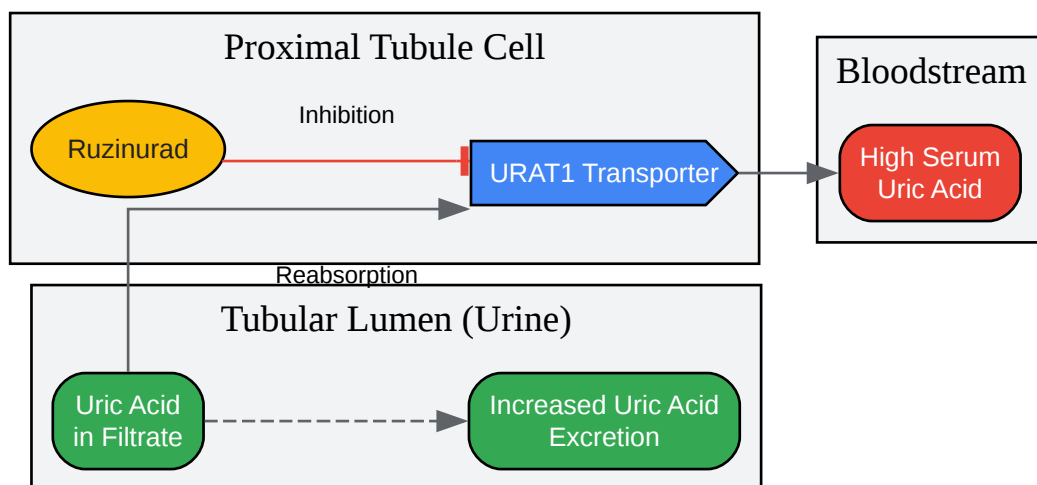 Proximal Tubule Cell
Bloodstream
Inhibition
Ruzinurad
URAT1 Transporter
High Serum
Uric Acid
Reabsorption
Tubular Lumen (Urine)
Uric Acid
in Filtrate
Increased Uric Acid
Excretion